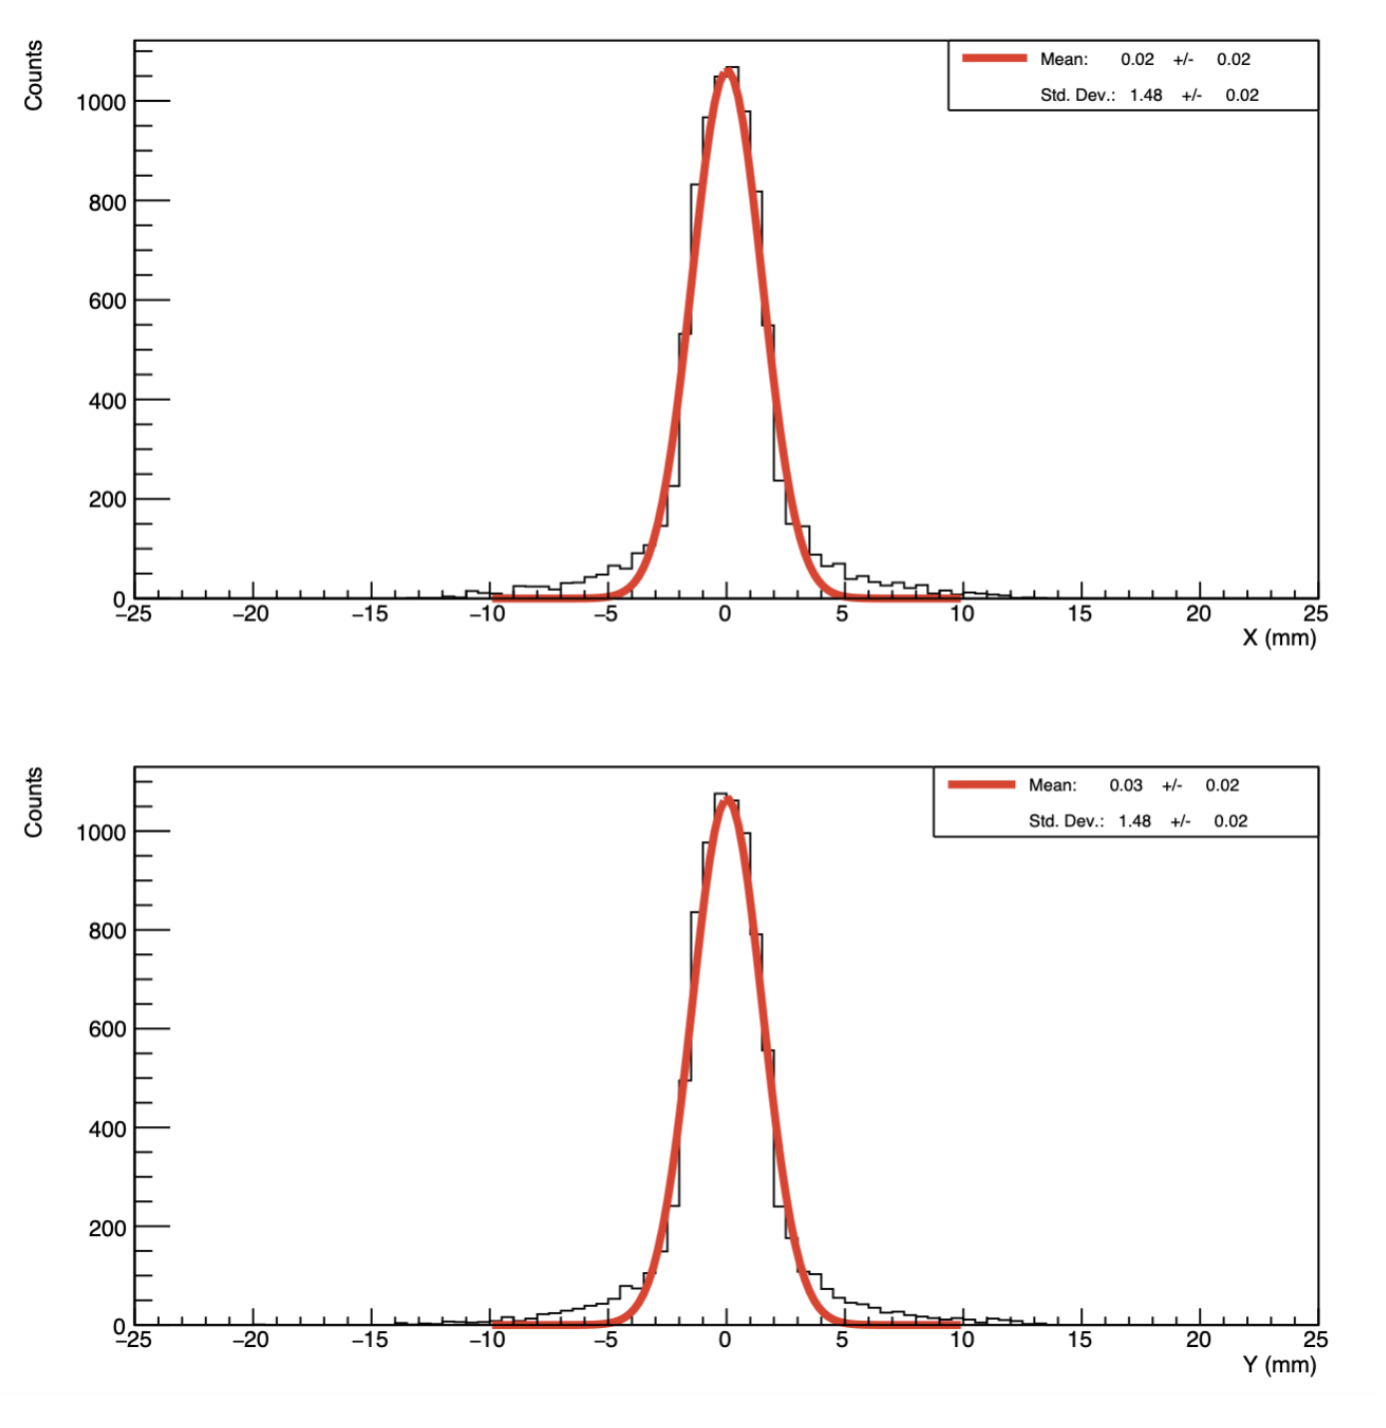 Counts
Mean: 0.02 +/- 0.02
Std. Dev.: 1.48 +/- 0.02
1000
800
600
400
200
0
−25 −20 −15 −10 −5 0 5 10 15 20 25
X (mm)
Counts
Mean: 0.03 +/- 0.02
Std. Dev.: 1.48 +/- 0.02
1000
800
600
400
200
0
−25 −20 −15 −10 −5 0 5 10 15 20 25
Y (mm)